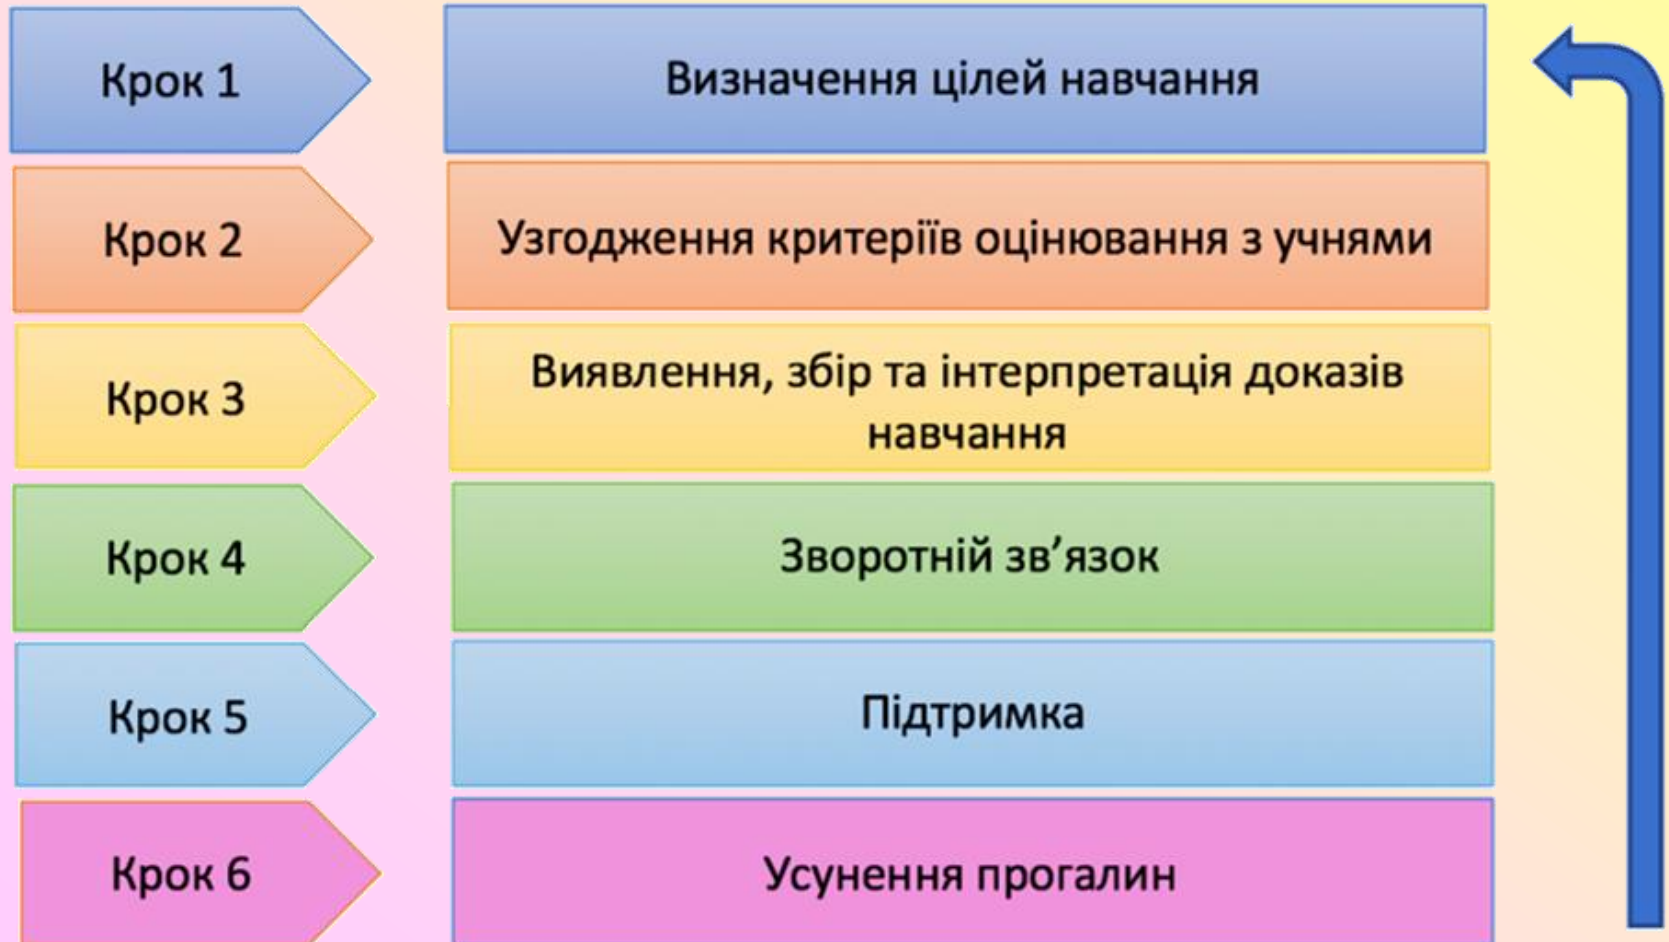 Крок 1
Визначення цілей навчання
Крок 2
Узгодження критеріїв оцінювання з учнями
Крок 3
Виявлення, збір та інтерпретація доказів
навчання
Крок 4
Зворотній зв’язок
Крок 5
Підтримка
Крок 6
Усунення прогалин